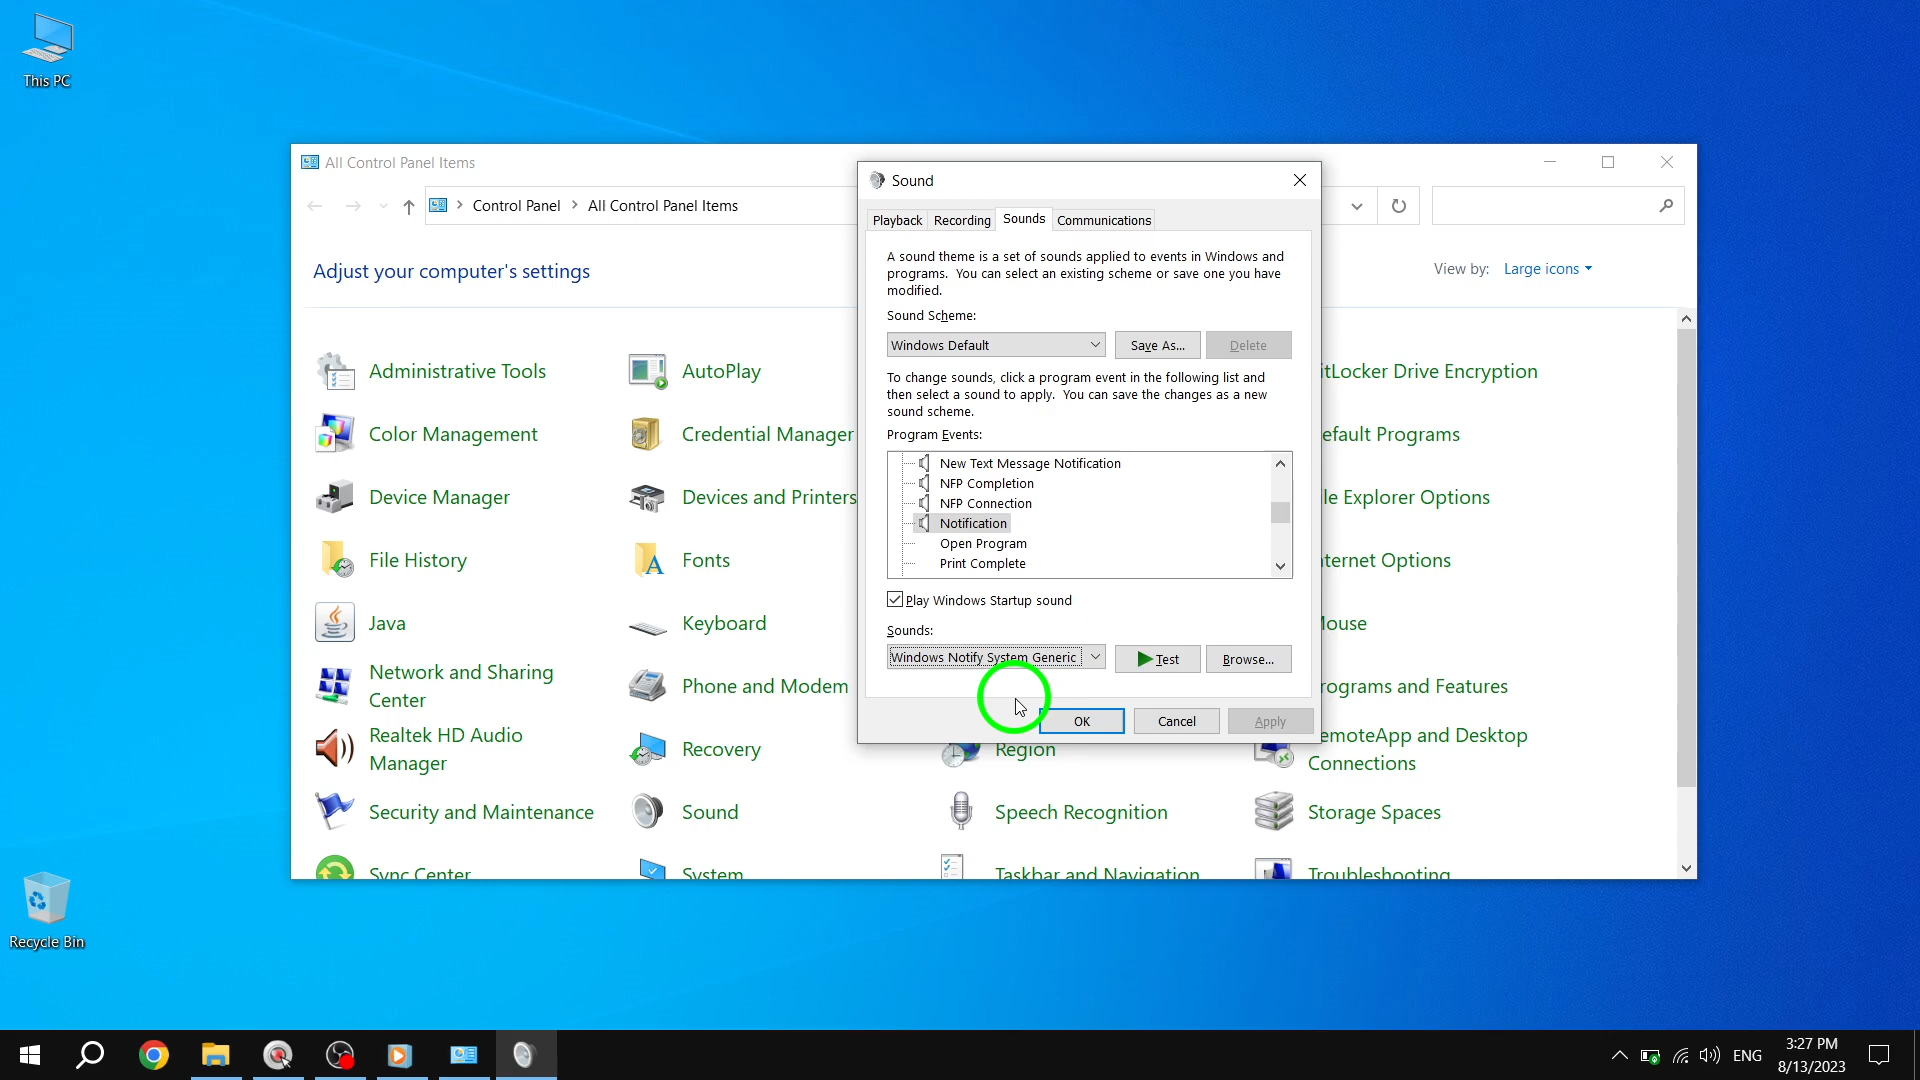 This PC
All Control Panel Items
Control Panel
All Control Panel Items
Adjust your computer's settings
View by: Large icons
Administrative Tools
AutoPlay
itLocker Drive Encryption
Color Management
Credential Manager
efault Programs
Device Manager
Devices and Printers
le Explorer Options
File History
Fonts
ternet Options
Java
Keyboard
Mouse
Network and Sharing
Center
Phone and Modem
rograms and Features
Realtek HD Audio
Manager
Recovery
Region
emoteApp and Desktop
Connections
Security and Maintenance
Sound
Speech Recognition
Storage Spaces
Sync Center
System
Taskbar and Navigation
Troubleshooting
Sound
Playback Recording Sounds Communications
A sound theme is a set of sounds applied to events in Windows and
programs. You can select an existing scheme or save one you have
modified.
Sound Scheme:
Windows Default
Save As...
Delete
To change sounds, click a program event in the following list and
then select a sound to apply. You can save the changes as a new
sound scheme.
Program Events:
New Text Message Notification
NFP Completion
NFP Connection
Notification
Open Program
Print Complete
Play Windows Startup sound
Sounds:
Windows Notify System Generic
Test
Browse...
OK
Cancel
Apply
Recycle Bin
ENG
3:27 PM
8/13/2023